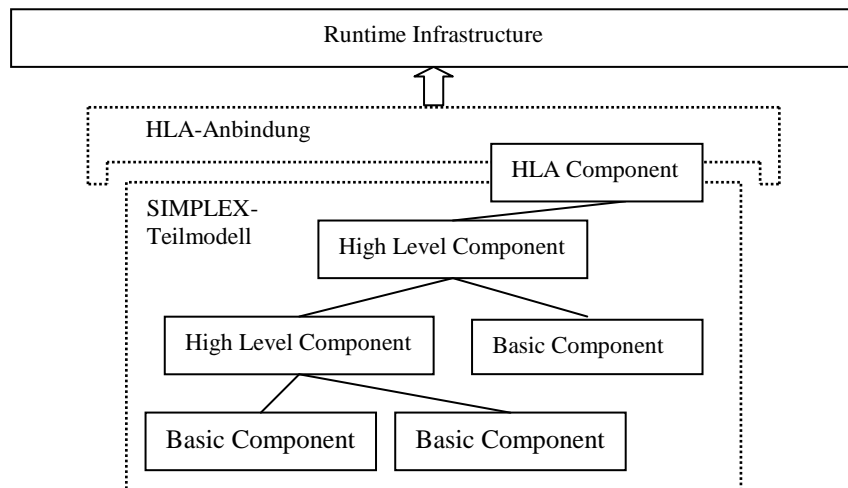 Runtime Infrastructure
HLA-Anbindung
HLA Component
SIMPLEX-
Teilmodell
High Level Component
High Level Component
Basic Component
Basic Component
Basic Component